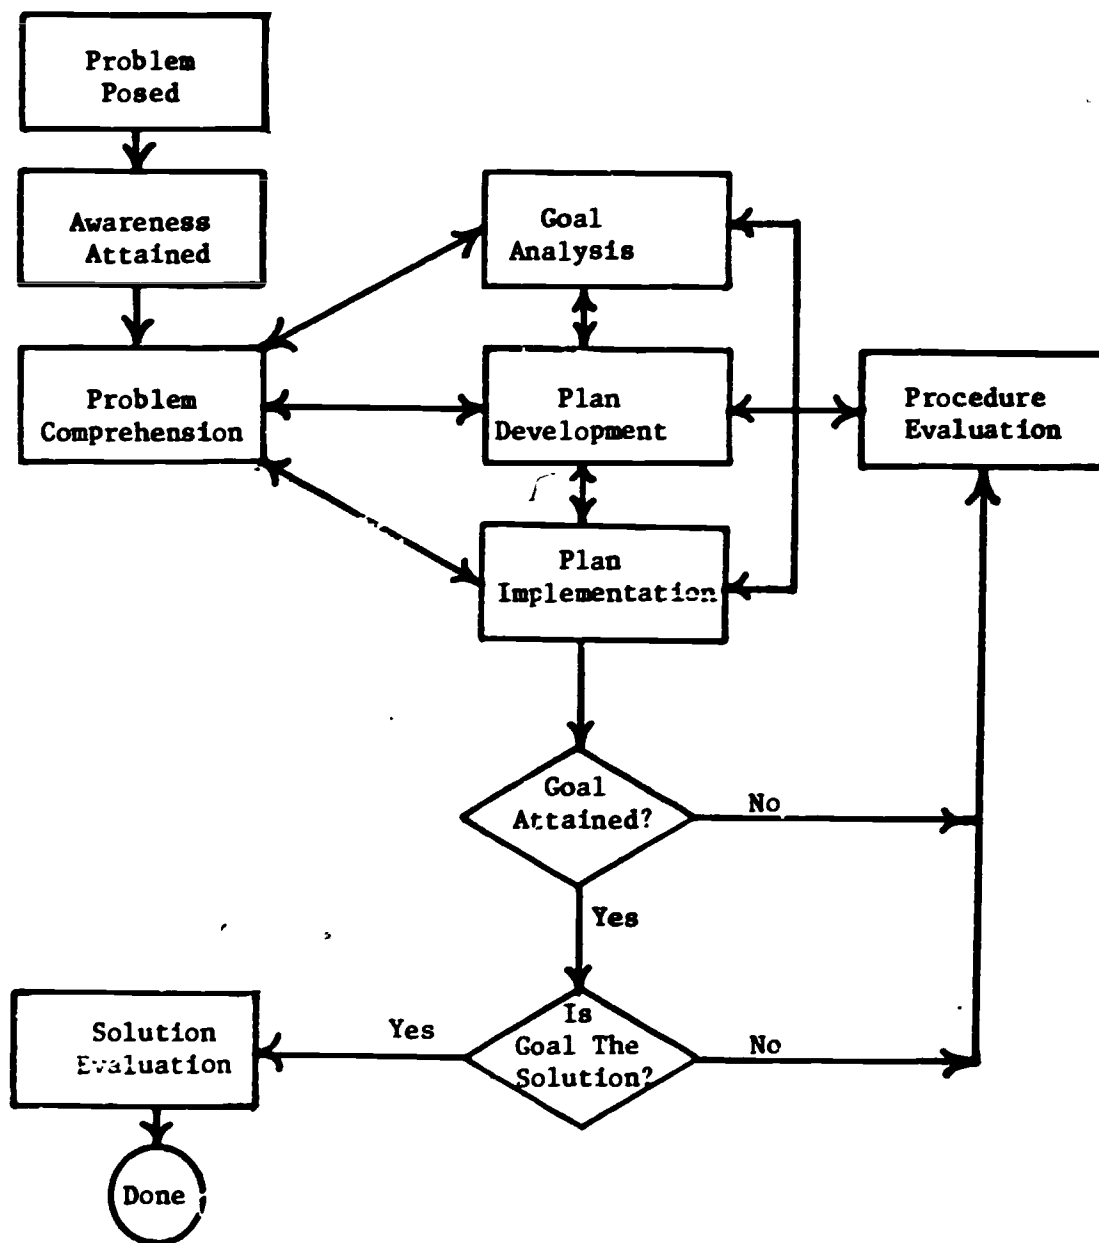 Problem
Posed
Awareness
Attained
Goal
Analysis
Problem
Comprehension
Plan
Development
Procedure
Evaluation
Plan
Implementation
Goal
Attained?
No
Yes
Is
Goal The
Solution?
No
Yes
Solution
Evaluation
Done